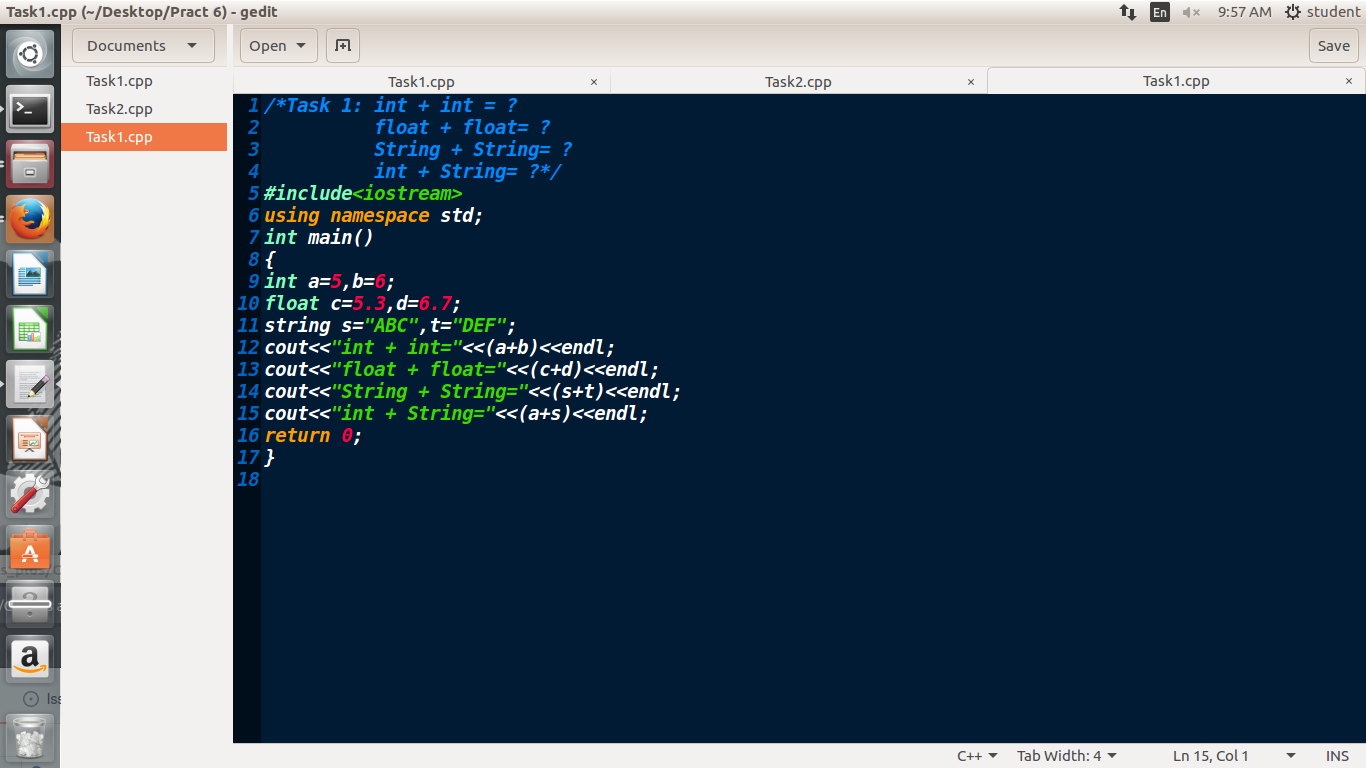 Task1.cpp (~/Desktop/Pract 6) - gedit
En
9:57 AM
student
Documents
Open
Save
Task1.cpp
Task2.cpp
Task1.cpp
Task1.cpp ×
Task2.cpp ×
Task1.cpp ×
1 /*Task 1: int + int = ?
2           float + float= ?
3           String + String= ?
4           int + String= ?*/
5 #include<iostream>
6 using namespace std;
7 int main()
8 {
9 int a=5,b=6;
10 float c=5.3,d=6.7;
11 string s="ABC",t="DEF";
12 cout<<"int + int="<<(a+b)<<endl;
13 cout<<"float + float="<<(c+d)<<endl;
14 cout<<"String + String="<<(s+t)<<endl;
15 cout<<"int + String="<<(a+s)<<endl;
16 return 0;
17 }
18
a
Iss
C++
Tab Width: 4
Ln 15, Col 1
INS